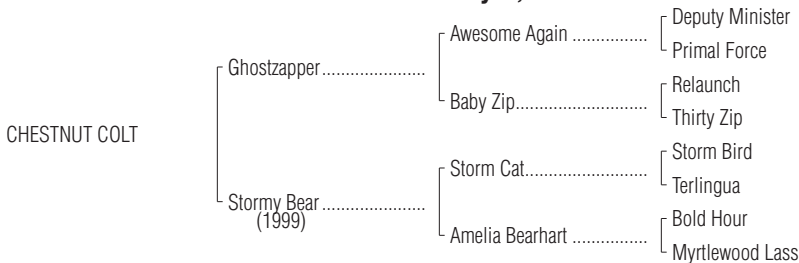 Deputy Minister
Awesome Again ................
Primal Force
Ghostzapper......................
Relaunch
Baby Zip............................
Thirty Zip
CHESTNUT COLT
Storm Bird
Storm Cat..........................
Terlingua
Stormy Bear ......................
(1999)
Bold Hour
Amelia Bearhart ................
Myrtlewood Lass